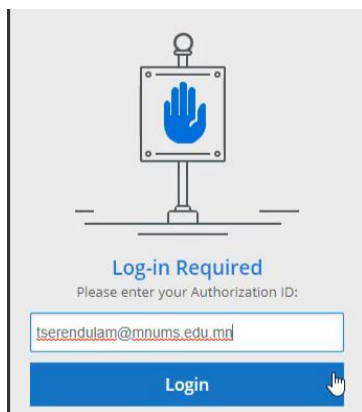 Log-in Required
Please enter your Authorization ID:
tserendulam@mnums.edu.mn
Login